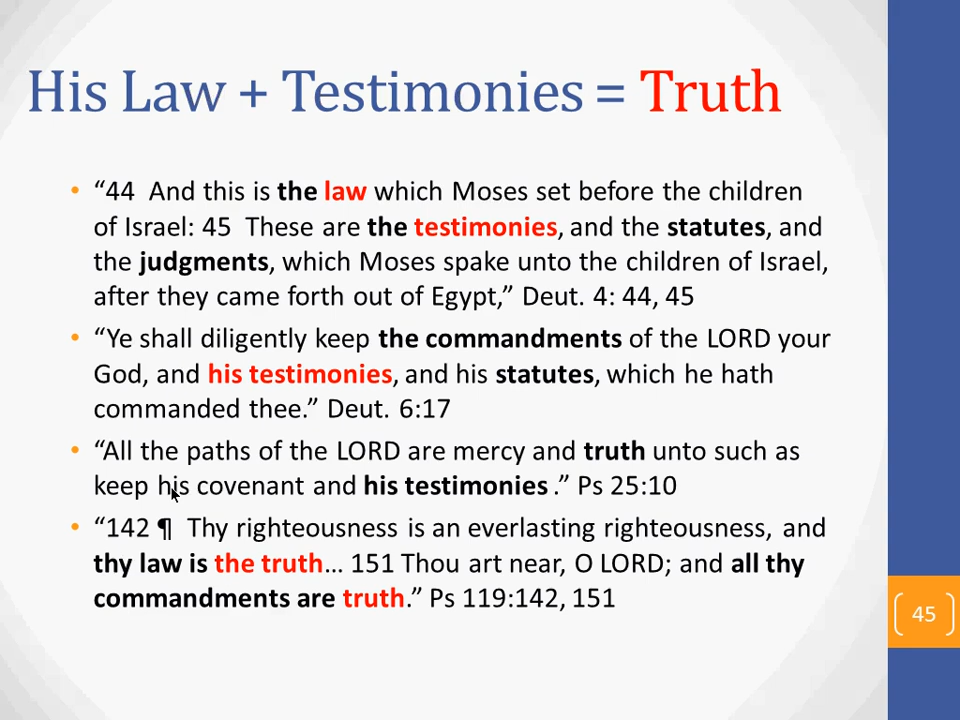 His Law + Testimonies = Truth
• “44  And this is the law which Moses set before the children
of Israel: 45  These are the testimonies, and the statutes, and
the judgments, which Moses spake unto the children of Israel,
after they came forth out of Egypt,” Deut. 4: 44, 45
• “Ye shall diligently keep the commandments of the LORD your
God, and his testimonies, and his statutes, which he hath
commanded thee.” Deut. 6:17
• “All the paths of the LORD are mercy and truth unto such as
keep his covenant and his testimonies .” Ps 25:10
• “142 ¶  Thy righteousness is an everlasting righteousness, and
thy law is the truth… 151 Thou art near, O LORD; and all thy
commandments are truth.” Ps 119:142, 151
45